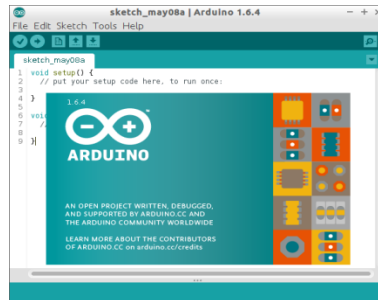 sketch_may08a | Arduino 1.6.4
File Edit Sketch Tools Help
sketch_may08a
1 void setup() {
2 // put your setup code here, to run once:
3
4 }
5
6 voi
7 /
8
9 }
1.6.4
ARDUINO
AN OPEN PROJECT WRITTEN, DEBUGGED,
AND SUPPORTED BY ARDUINO.CC AND
THE ARDUINO COMMUNITY WORLDWIDE
LEARN MORE ABOUT THE CONTRIBUTORS
OF ARDUINO.CC on arduino.cc/credits